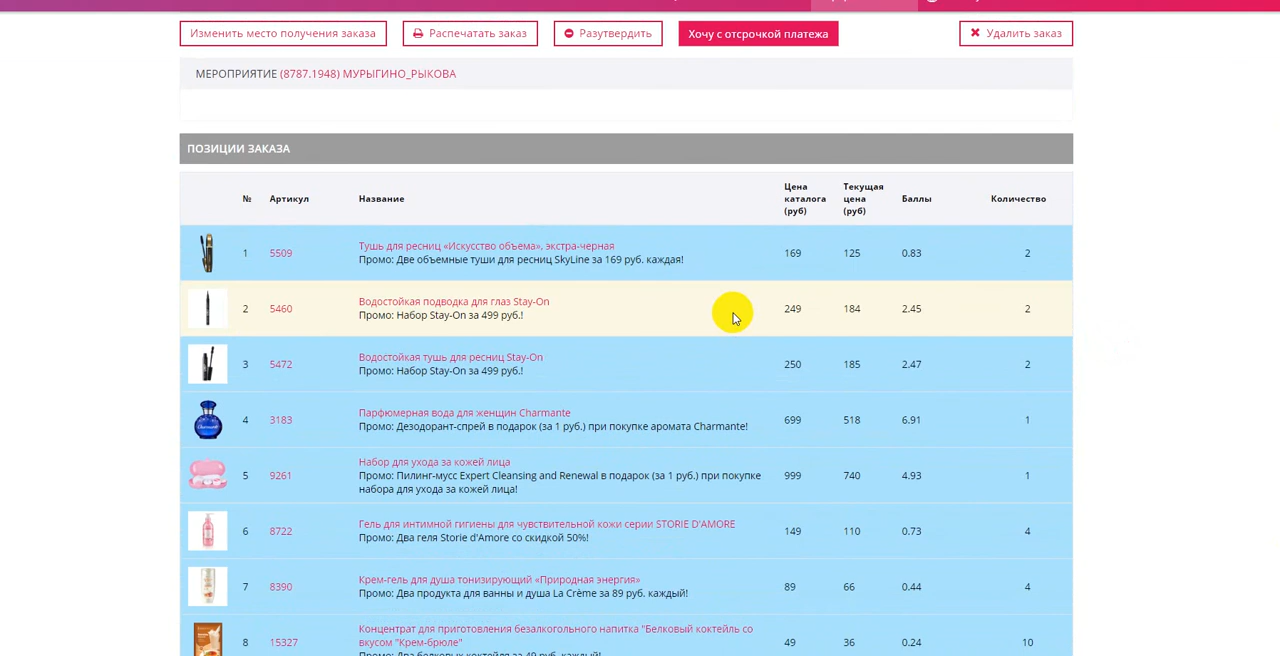 Изменить место получения заказа
Распечатать заказ
Разутвердить
Хочу с отсрочкой платежа
Удалить заказ
МЕРОПРИЯТИЕ (8787.1948) МУРЫГИНО_РЫКОВА
ПОЗИЦИИ ЗАКАЗА
№ Артикул Название Цена каталога (руб) Текущая цена (руб) Баллы Количество
1 5509 Тушь для ресниц «Искусство объема», экстра-черная 169 125 0.83 2
Промо: Две объемные туши для ресниц SkyLine за 169 руб. каждая!
2 5460 Водостойкая подводка для глаз Stay-On 249 184 2.45 2
Промо: Набор Stay-On за 499 руб.!
3 5472 Водостойкая тушь для ресниц Stay-On 250 185 2.47 2
Промо: Набор Stay-On за 499 руб.!
4 3183 Парфюмерная вода для женщин Charmante 699 518 6.91 1
Промо: Дезодорант-спрей в подарок (за 1 руб.) при покупке аромата Charmante!
5 9261 Набор для ухода за кожей лица 999 740 4.93 1
Промо: Пилинг-мусс Expert Cleansing and Renewal в подарок (за 1 руб.) при покупке
набора для ухода за кожей лица!
6 8722 Гель для интимной гигиены для чувствительной кожи серии STORIE D'AMORE 149 110 0.73 4
Промо: Два геля Storie d'Amore со скидкой 50%!
7 8390 Крем-гель для душа тонизирующий «Природная энергия» 89 66 0.44 4
Промо: Два продукта для ванны и душа La Crème за 89 руб. каждый!
8 15327 Концентрат для приготовления безалкогольного напитка "Белковый коктейль со 49 36 0.24 10
вкусом "Крем-брюле"
Промо: Два белковых коктейля за 49 руб. каждый!